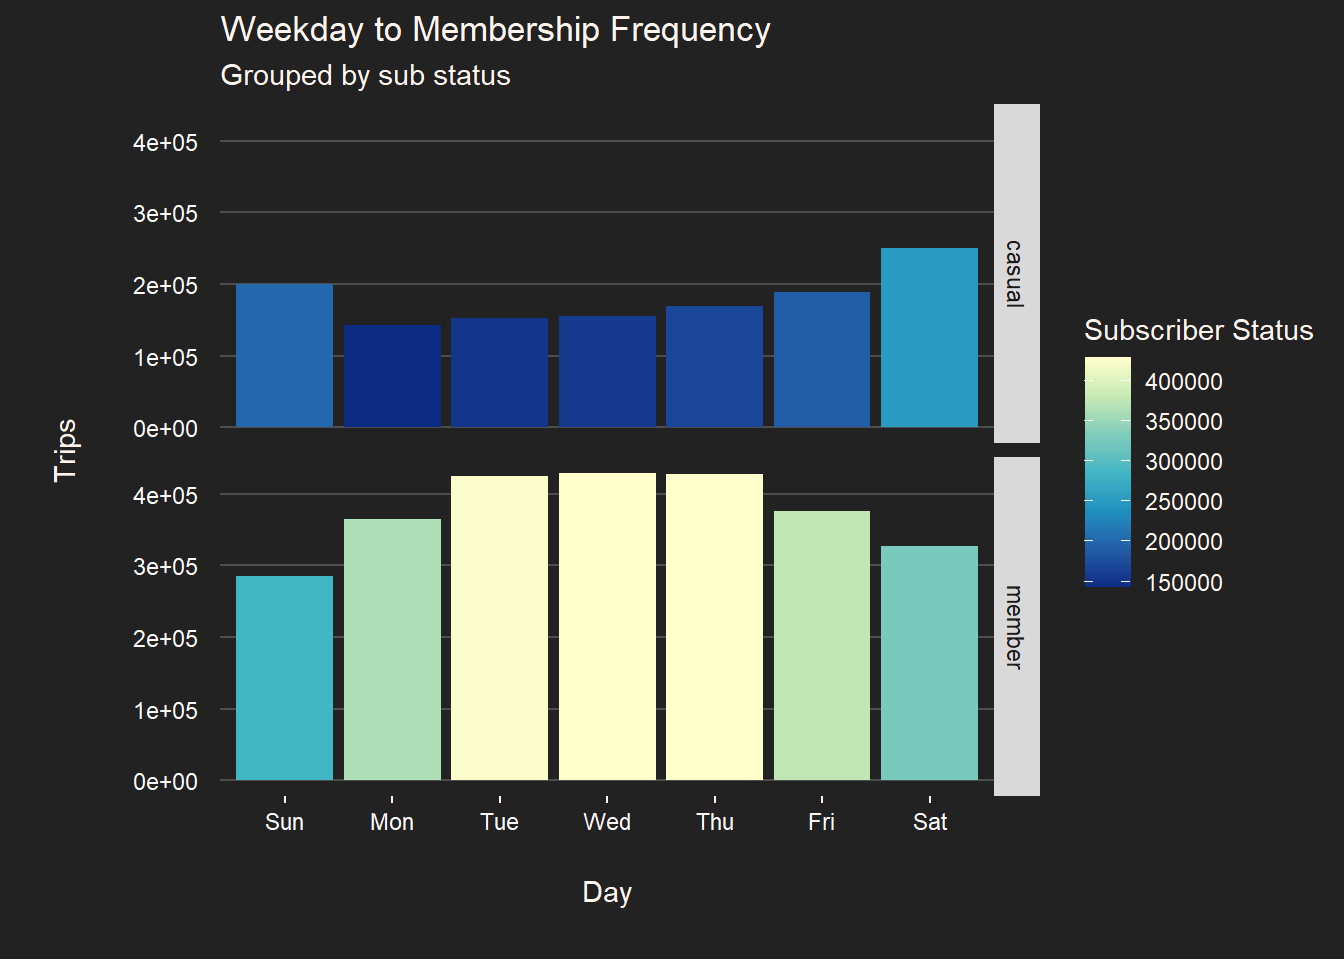 Weekday to Membership Frequency
Grouped by sub status
4e+05
3e+05
2e+05
1e+05
0e+00
casual
4e+05
3e+05
2e+05
1e+05
0e+00
member
Trips
Sun Mon Tue Wed Thu Fri Sat
Day
Subscriber Status
400000
350000
300000
250000
200000
150000